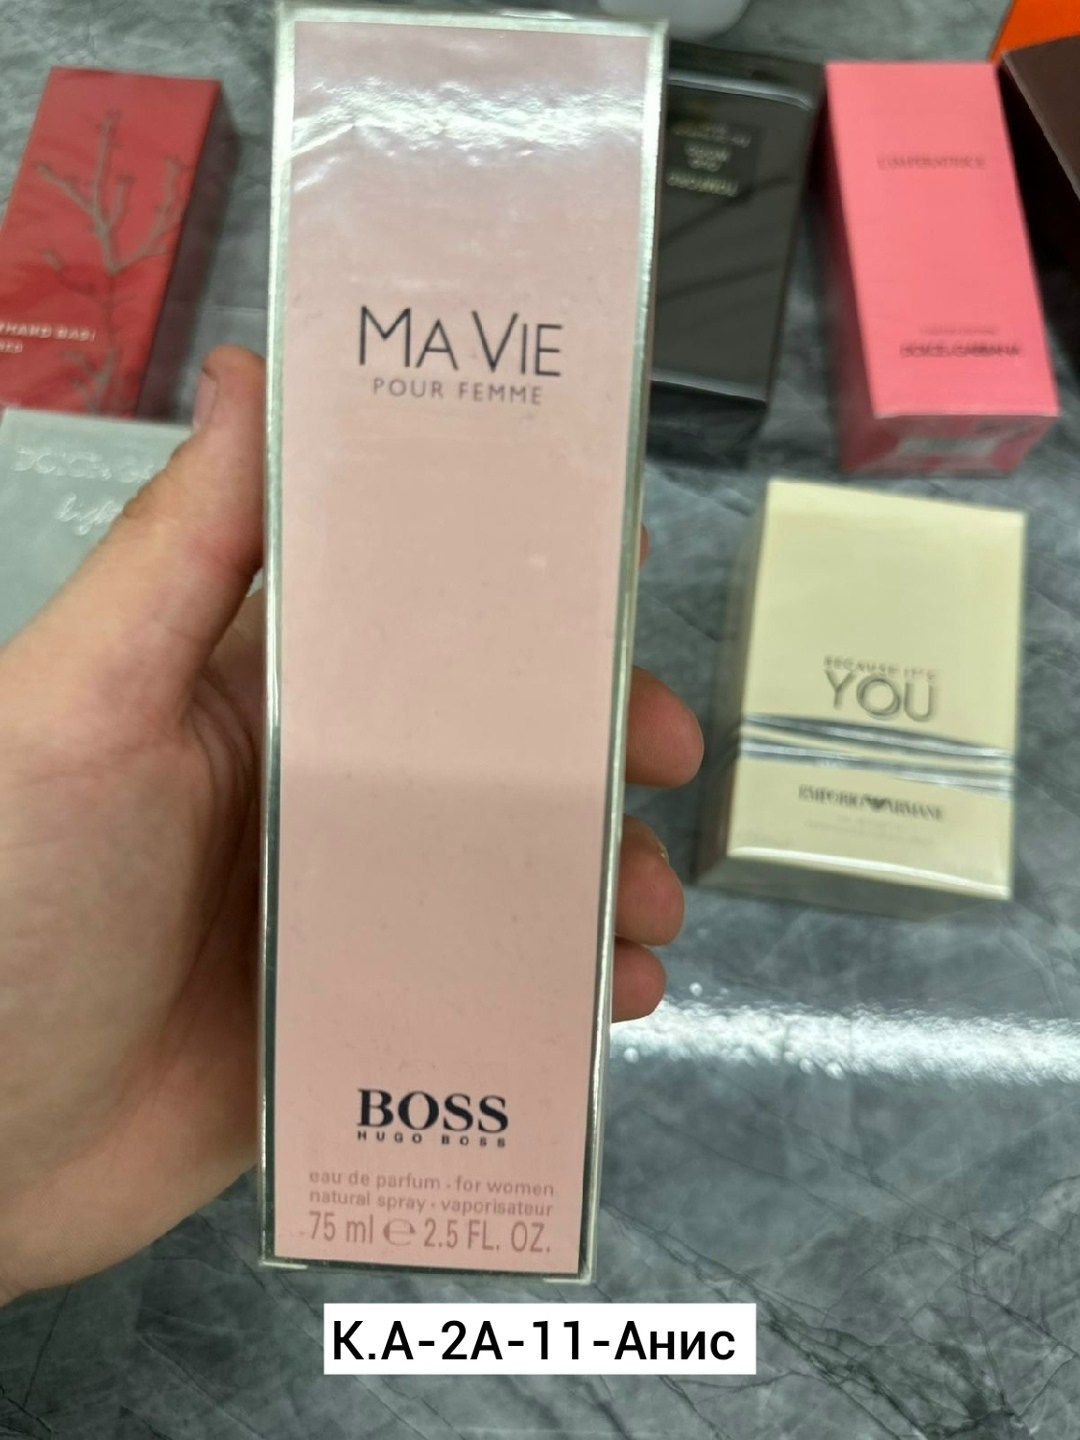 MA VIE
POUR FEMME
BOSS
HUGO BOSS
eau de parfum · for women
natural spray · vaporisateur
75 ml e 2.5 FL. OZ.
L'IMPERATRICE
DOLCE&GABBANA
BECAUSE IT'S
YOU
EMPORIO ARMANI
К.А-2А-11-Анис